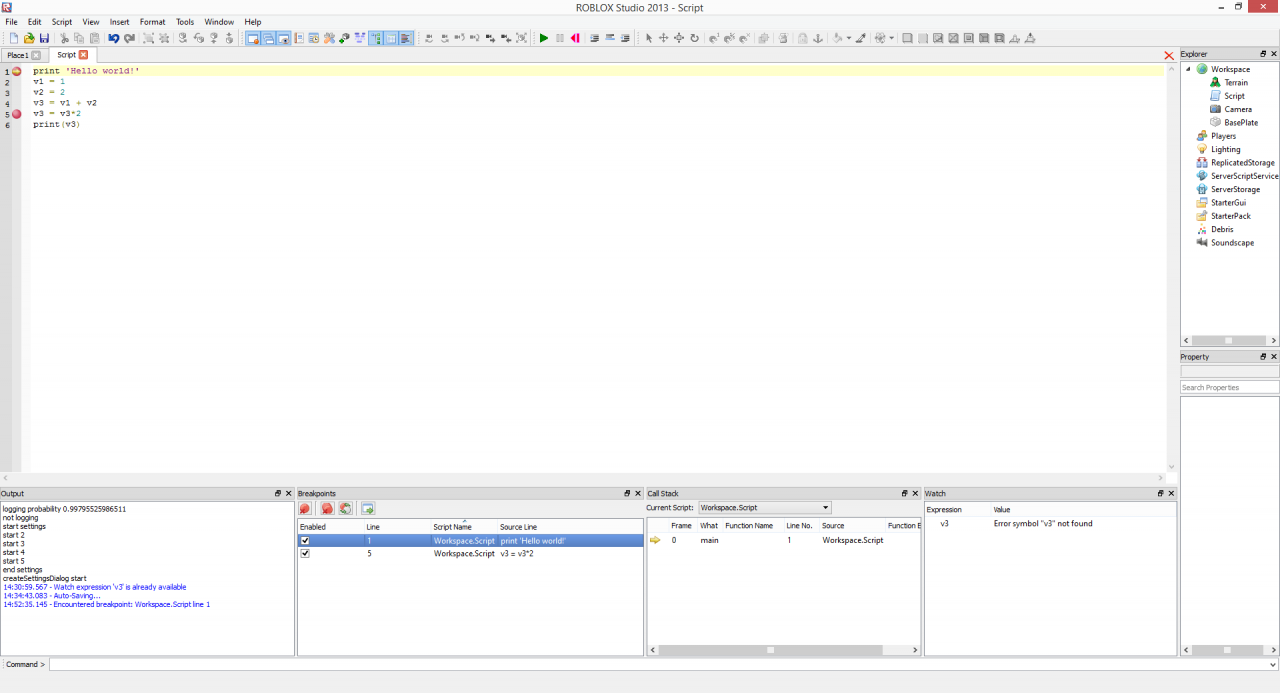 ROBLOX Studio 2013 - Script
File Edit Script View Insert Format Tools Window Help
Place1 Script
1 print 'Hello world!'
2 v1 = 1
3 v2 = 2
4 v3 = v1 + v2
5 v3 = v3*2
6 print(v3)
Explorer
Workspace
Terrain
Script
Camera
BasePlate
Players
Lighting
ReplicatedStorage
ServerScriptService
ServerStorage
StarterGui
StarterPack
Debris
Soundscape
Property
Search Properties
Output
logging probability 0.99795525986511
not logging
start settings
start 2
start 3
start 4
start 5
end settings
createSettingsDialog start
14:30:59.567 - Watch expression 'v3' is already available
14:34:43.083 - Auto-Saving...
14:52:35.145 - Encountered breakpoint: Workspace.Script line 1
Breakpoints
Enabled Line Script Name Source Line
1 Workspace.Script print 'Hello world!'
5 Workspace.Script v3 = v3*2
Call Stack
Current Script: Workspace.Script
Frame What Function Name Line No. Source Function E
0 main 1 Workspace.Script
Watch
Expression Value
v3 Error symbol "v3" not found
Command >